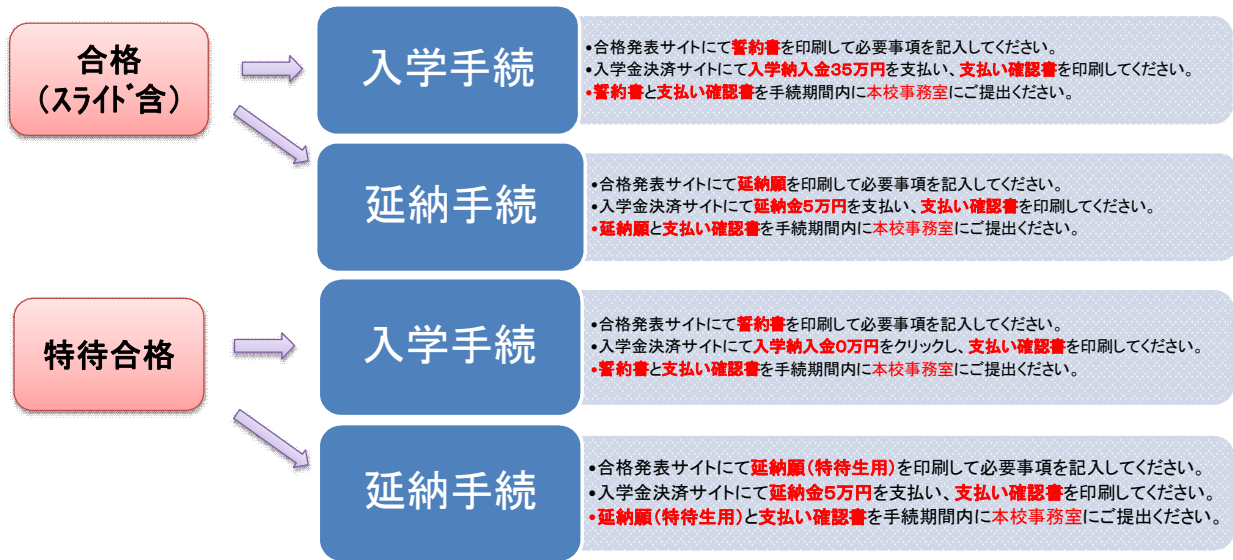 合格
（スライド含）
入学手続
•合格発表サイトにて誓約書を印刷して必要事項を記入してください。
•入学金決済サイトにて入学納入金35万円を支払い、支払い確認書を印刷してください。
•誓約書と支払い確認書を手続期間内に本校事務室にご提出ください。
延納手続
•合格発表サイトにて延納願を印刷して必要事項を記入してください。
•入学金決済サイトにて延納金5万円を支払い、支払い確認書を印刷してください。
•延納願と支払い確認書を手続期間内に本校事務室にご提出ください。
特待合格
入学手続
•合格発表サイトにて誓約書を印刷して必要事項を記入してください。
•入学金決済サイトにて入学納入金0万円をクリックし、支払い確認書を印刷してください。
•誓約書と支払い確認書を手続期間内に本校事務室にご提出ください。
延納手続
•合格発表サイトにて延納願(特待生用)を印刷して必要事項を記入してください。
•入学金決済サイトにて延納金5万円を支払い、支払い確認書を印刷してください。
•延納願(特待生用)と支払い確認書を手続期間内に本校事務室にご提出ください。